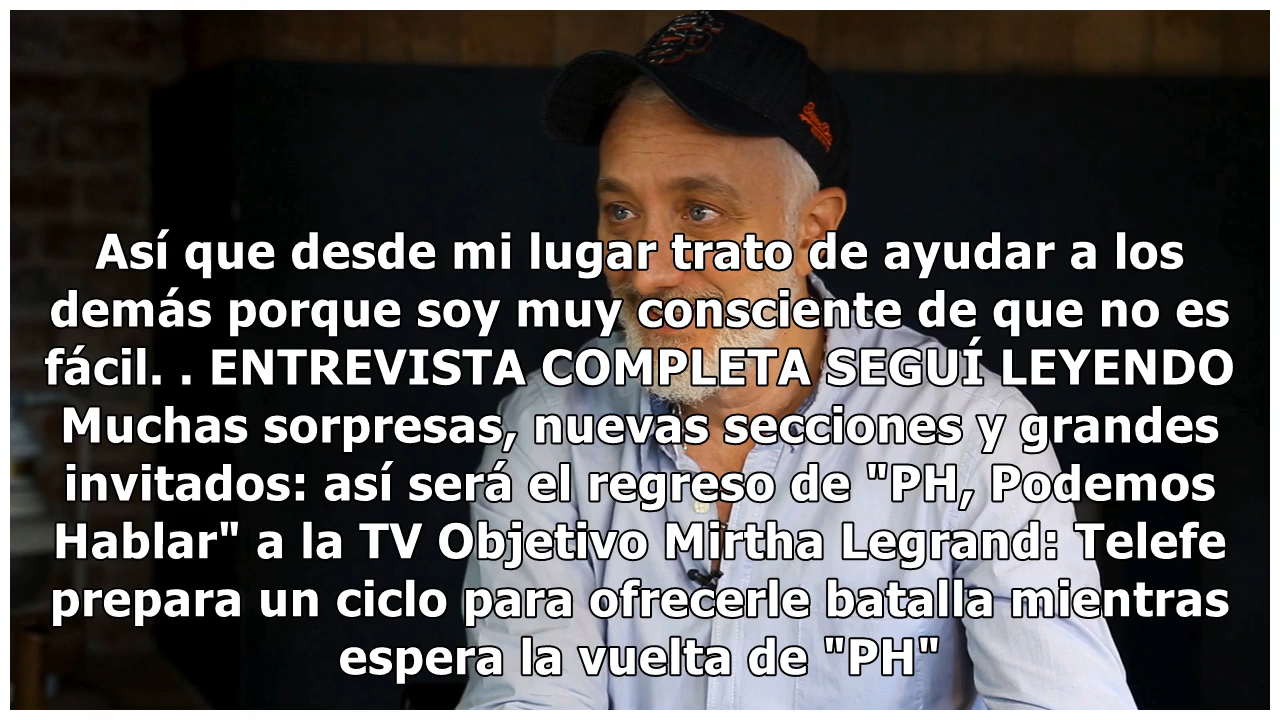 Así que desde mi lugar trato de ayudar a los
demás porque soy muy consciente de que no es
fácil. . ENTREVISTA COMPLETA SEGUÍ LEYENDO
Muchas sorpresas, nuevas secciones y grandes
invitados: así será el regreso de "PH, Podemos
Hablar" a la TV Objetivo Mirtha Legrand: Telefe
prepara un ciclo para ofrecerle batalla mientras
espera la vuelta de "PH"